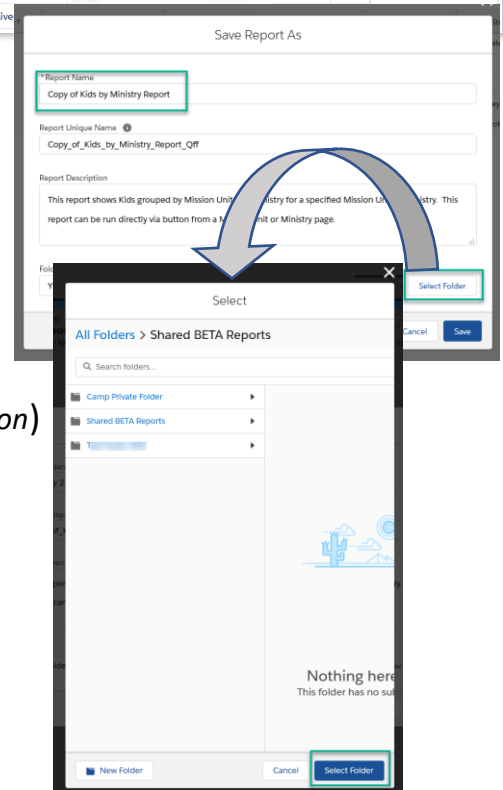 Save Report As
*Report Name
Copy of Kids by Ministry Report
Report Unique Name
Copy_of_Kids_by_Ministry_Report_Qff
Report Description
This report shows Kids grouped by Mission Unit istry for a specified Mission U istry. This
report can be run directly via button from a M nit or Ministry page.
Select Folder
Cancel Save
Select
All Folders > Shared BETA Reports
Search folders...
Camp Private Folder
Shared BETA Reports
T
on)
Nothing here
This folder has no su
New Folder Cancel Select Folder